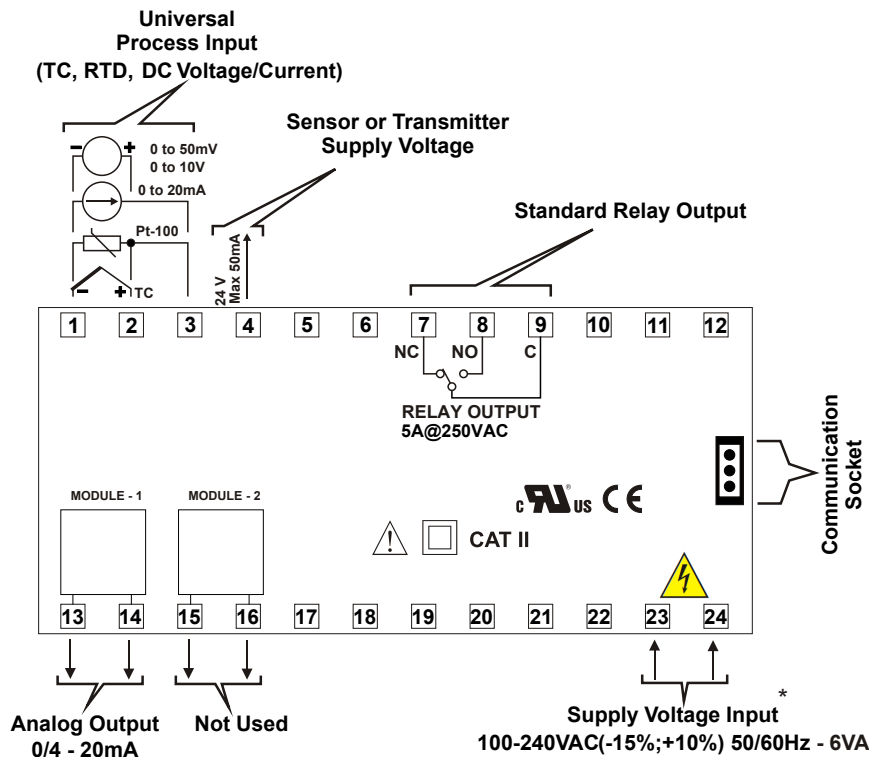 Universal
Process Input
(TC, RTD, DC Voltage/Current)
Sensor or Transmitter
Supply Voltage
Standard Relay Output
- + 0 to 50mV
0 to 10V
0 to 20mA
Pt-100
- + TC
24 V
Max 50mA
1 2 3 4 5 6 7 8 9 10 11 12
NC NO C
RELAY OUTPUT
5A@250VAC
Communication
Socket
MODULE - 1 MODULE - 2
c RU ® US CE
CAT II
13 14 15 16 17 18 19 20 21 22 23 24
Analog Output
0/4 - 20mA
Not Used
Supply Voltage Input *
100-240VAC(-15%;+10%) 50/60Hz - 6VA